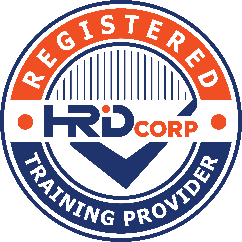 REGISTERED
HRD CORP
TRAINING PROVIDER